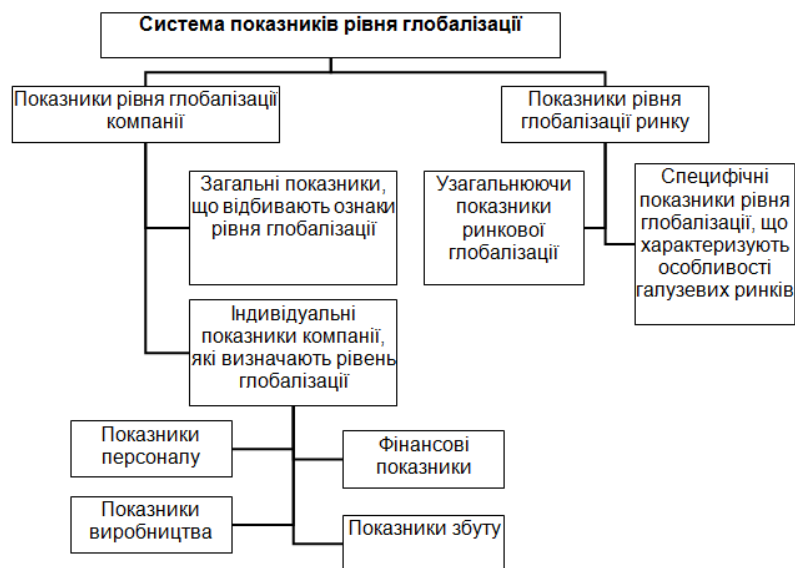 Система показників рівня глобалізації
Показники рівня глобалізації
компанії
Показники рівня
глобалізації ринку
Загальні показники,
що відбивають ознаки
рівня глобалізації
Узагальнюючи
показники
ринкової
глобалізації
Специфічні
показники рівня
глобалізації, що
характеризують
особливості
галузевих ринків
Індивідуальні
показники компанії,
які визначають рівень
глобалізації
Показники
персоналу
Фінансові
показники
Показники
виробництва
Показники збуту